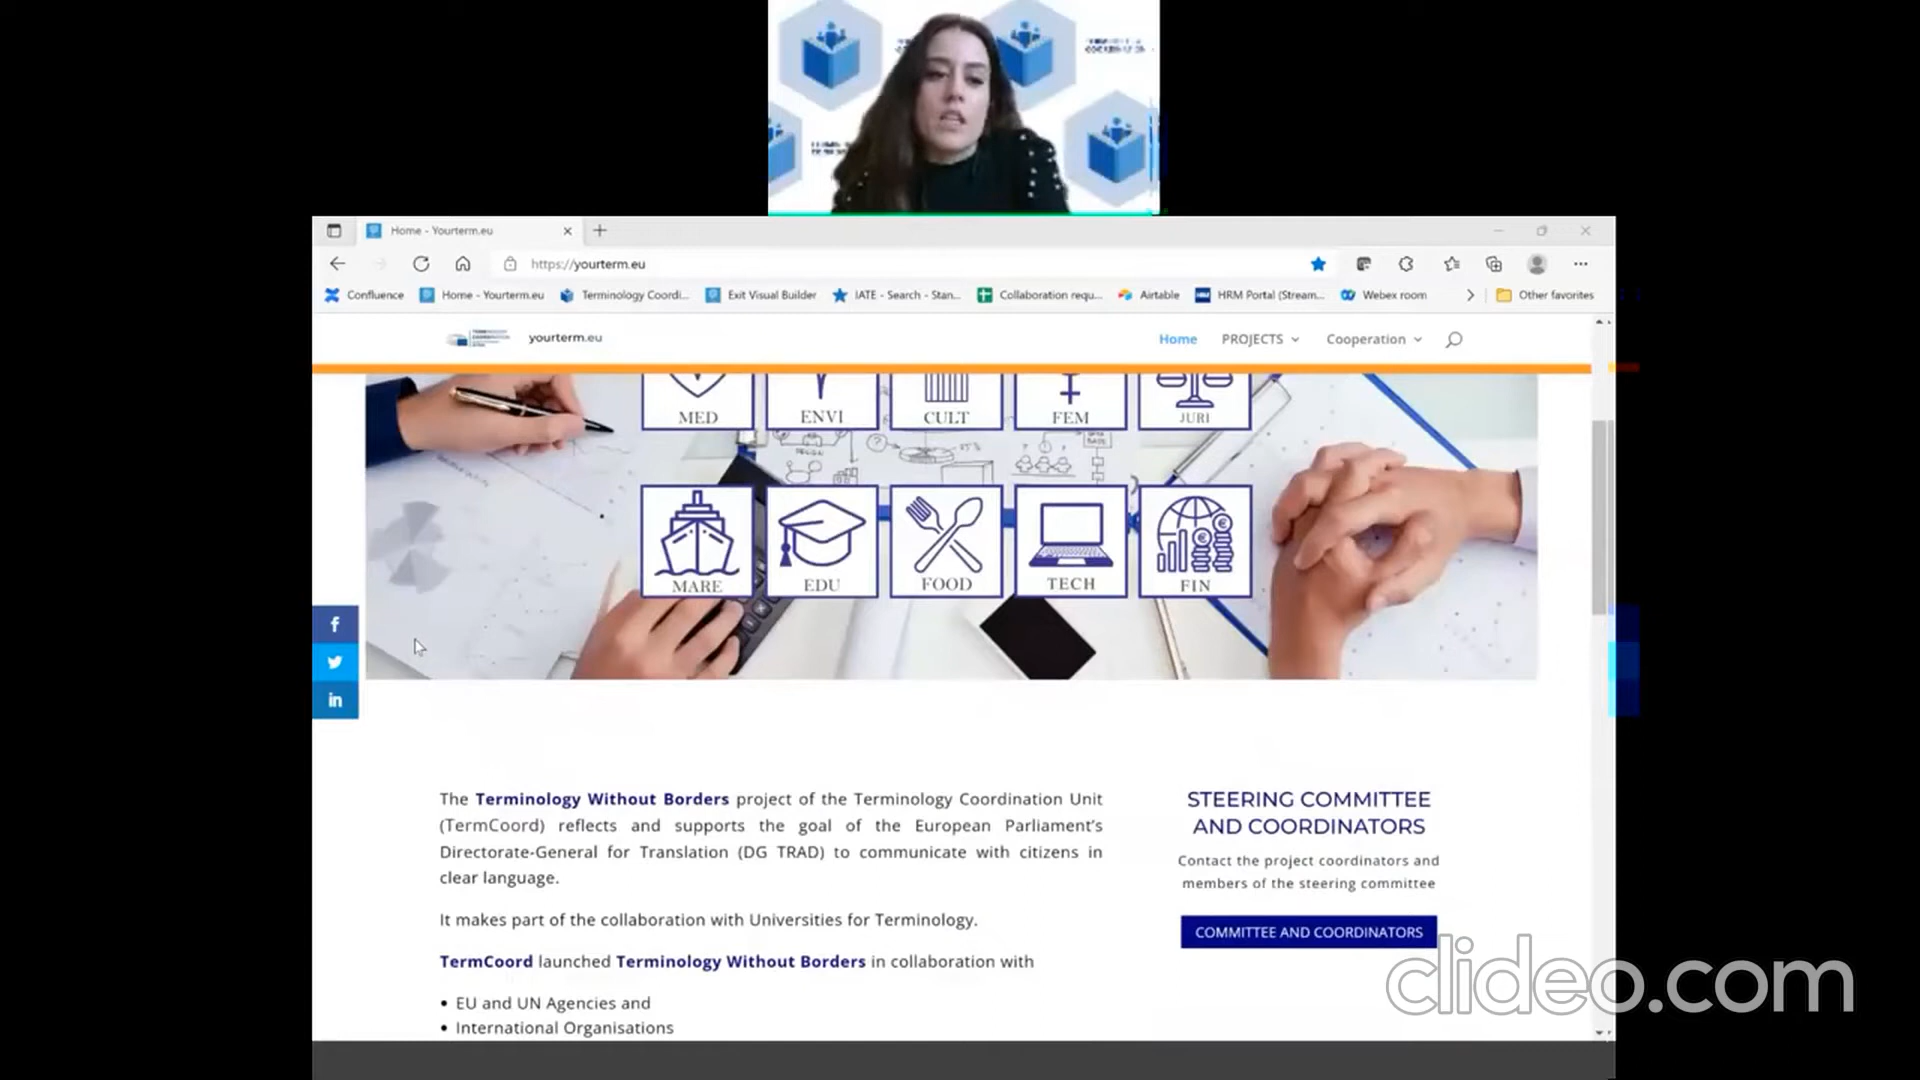 Home - Yourterm.eu
https://yourterm.eu
Confluence
Home - Yourterm.eu
Terminology Coordi...
Exit Visual Builder
IATE - Search - Stan...
Collaboration requ...
Airtable
HRM Portal (Stream...
Webex room
Other favorites
yourterm.eu
Home
PROJECTS
Cooperation
MED
ENVI
CULT
FEM
JURI
MARE
EDU
FOOD
TECH
FIN
f
in
The Terminology Without Borders project of the Terminology Coordination Unit
(TermCoord) reflects and supports the goal of the European Parliament's
Directorate-General for Translation (DG TRAD) to communicate with citizens in
clear language.
It makes part of the collaboration with Universities for Terminology.
TermCoord launched Terminology Without Borders in collaboration with
• EU and UN Agencies and
• International Organisations
STEERING COMMITTEE
AND COORDINATORS
Contact the project coordinators and
members of the steering committee
COMMITTEE AND COORDINATORS
clideo.com